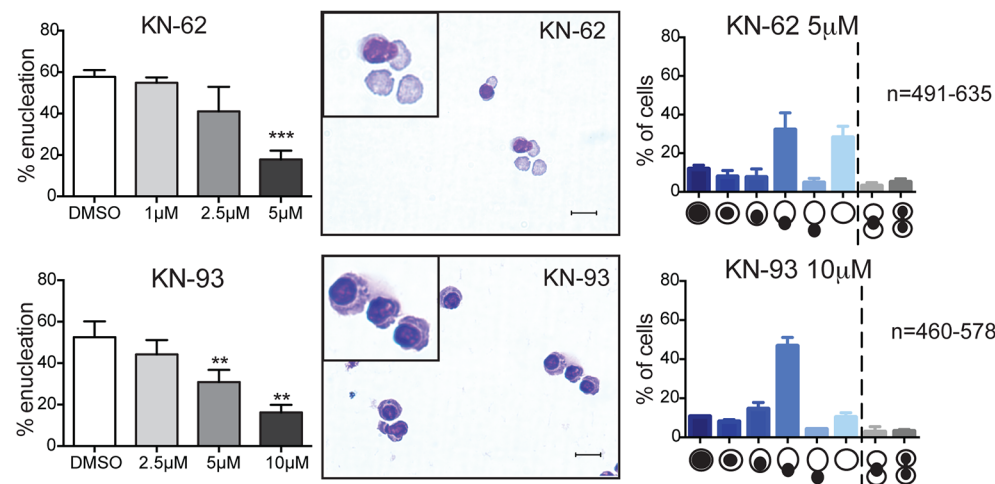 KN-62
% enucleation
80
60
40
20
0
DMSO
1µM
2.5µM
5µM
***
KN-62
KN-62 5µM
% of cells
80
60
40
20
0
n=491-635
KN-93
% enucleation
80
60
40
20
0
DMSO
2.5µM
5µM
10µM
**
**
KN-93
KN-93 10µM
% of cells
80
60
40
20
0
n=460-578